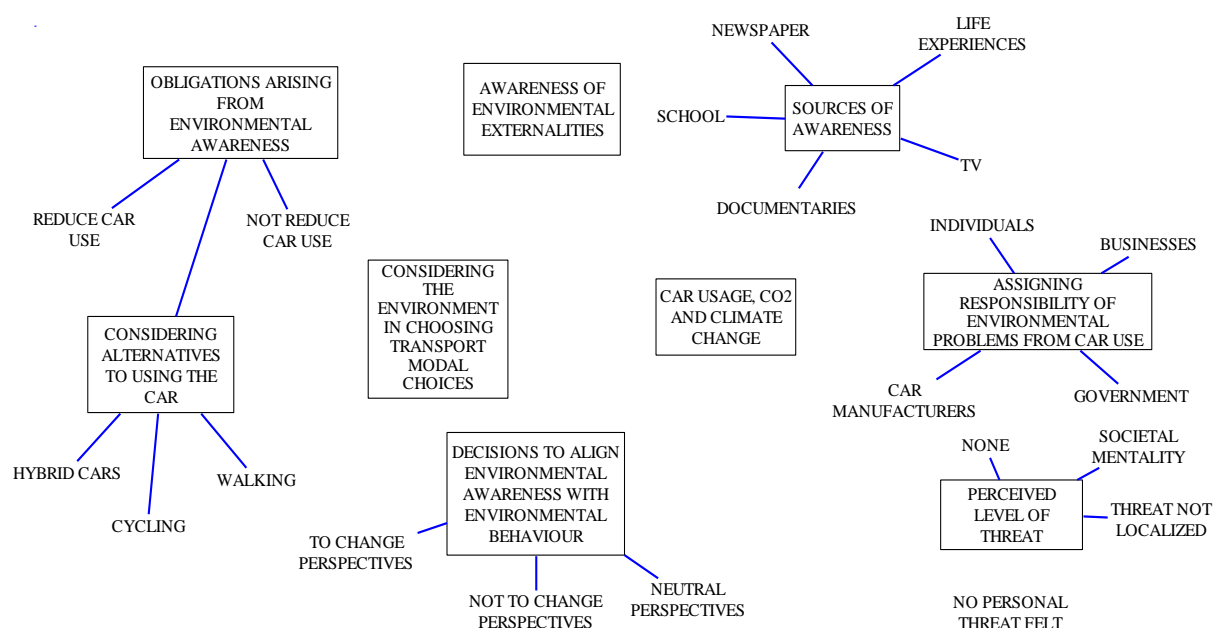 NEWSPAPER
LIFE
EXPERIENCES
OBLIGATIONS ARISING
FROM
ENVIRONMENTAL
AWARENESS
AWARENESS OF
ENVIRONMENTAL
EXTERNALITIES
SOURCES OF
AWARENESS
SCHOOL
TV
DOCUMENTARIES
REDUCE CAR
USE
NOT REDUCE
CAR USE
INDIVIDUALS
BUSINESSES
CONSIDERING
THE
ENVIRONMENT
IN CHOOSING
TRANSPORT
MODAL
CHOICES
CAR USAGE, CO2
AND CLIMATE
CHANGE
ASSIGNING
RESPONSIBILITY OF
ENVIRONMENTAL
PROBLEMS FROM CAR USE
CONSIDERING
ALTERNATIVES
TO USING THE
CAR
CAR
MANUFACTURERS
GOVERNMENT
HYBRID CARS
CYCLING
WALKING
DECISIONS TO ALIGN
ENVIRONMENTAL
AWARENESS WITH
ENVIRONMENTAL
BEHAVIOUR
NONE
SOCIETAL
MENTALITY
PERCEIVED
LEVEL OF
THREAT
THREAT NOT
LOCALIZED
TO CHANGE
PERSPECTIVES
NOT TO CHANGE
PERSPECTIVES
NEUTRAL
PERSPECTIVES
NO PERSONAL
THREAT FELT